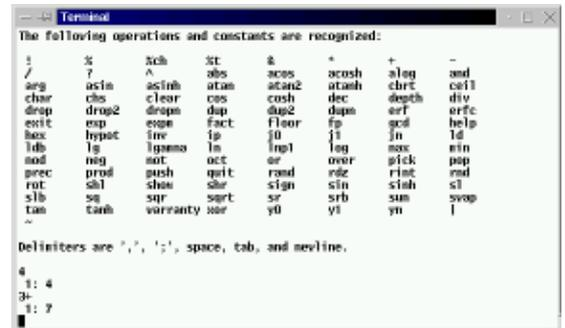 Terminal
The following operations and constants are recognized:
! % %ch %t & * + -
/ ? ^ abs acos acosh alog and
arg asin asinh atan atan2 atanh cbrt ceil
char chs clear cos cosh dec depth div
drop drop2 dropn dup dup2 dupn erf erfc
exit exp expm fact floor fp gcd help
hex hypot inv ip j0 j1 jn ld
ldb lg lgamma ln lnp1 log max min
mod neg not oct or over pick pop
prec prod push quit rand rdz rint rnd
rot shl show shr sign sin sinh sl
slb sq sqr sqrt sr srb sum swap
tan tanh warranty xor y0 y1 yn |
~
Delimiters are ',', ';', space, tab, and newline.
4
1: 4
3+
1: 7